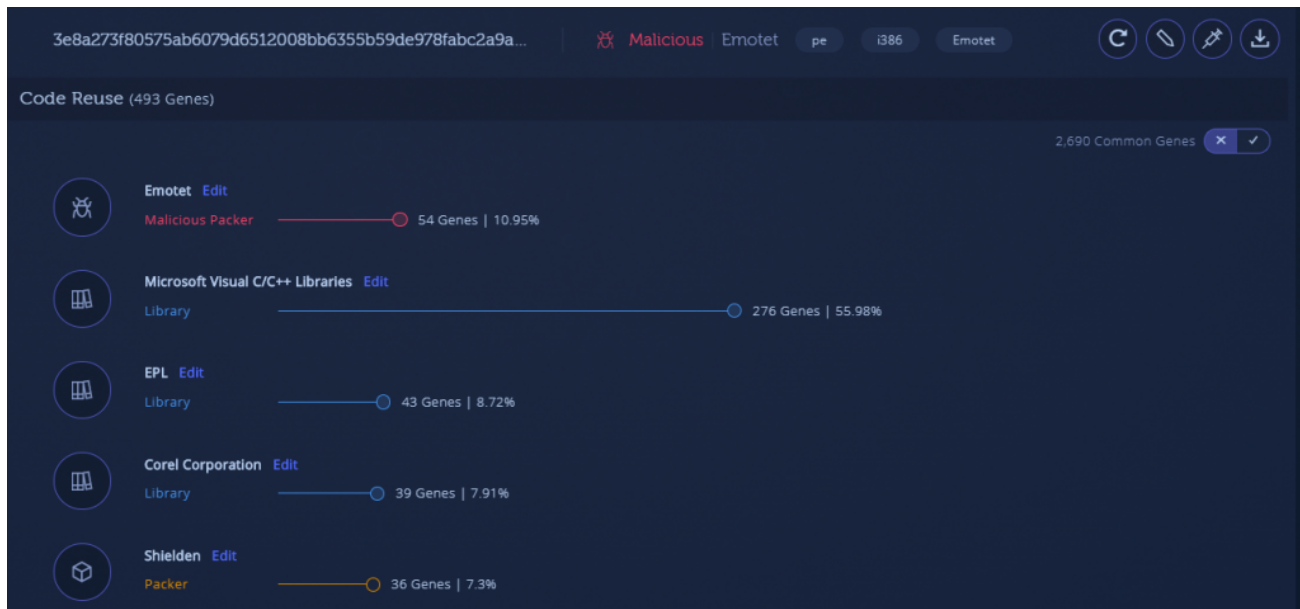 3e8a273f80575ab6079d6512008bb6355b59de978fabc2a9a... Malicious Emotet pe i386 Emotet
Code Reuse (493 Genes)
2,690 Common Genes
Emotet Edit
Malicious Packer 54 Genes | 10.95%
Microsoft Visual C/C++ Libraries Edit
Library 276 Genes | 55.98%
EPL Edit
Library 43 Genes | 8.72%
Corel Corporation Edit
Library 39 Genes | 7.91%
Shielden Edit
Packer 36 Genes | 7.3%